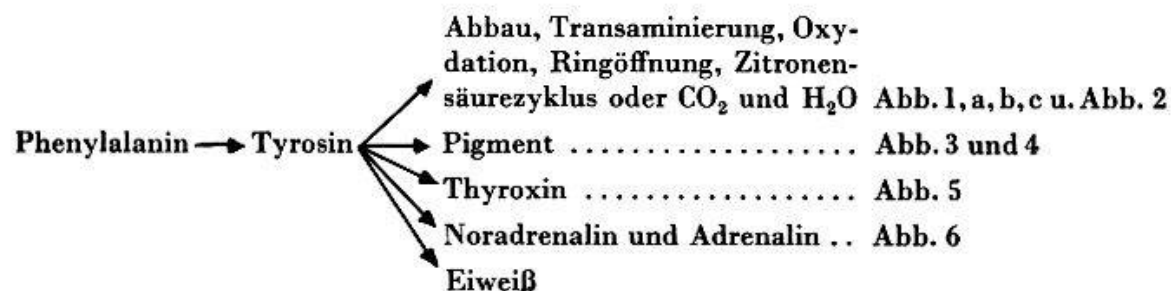 Abbau, Transaminierung, Oxy-
dation, Ringöffnung, Zitronen-
säurezyklus oder CO₂ und H₂O Abb. 1, a, b, c u. Abb. 2
Phenylalanin → Tyrosin → Pigment .................... Abb. 3 und 4
Thyroxin .................. Abb. 5
Noradrenalin und Adrenalin .. Abb. 6
Eiweiß